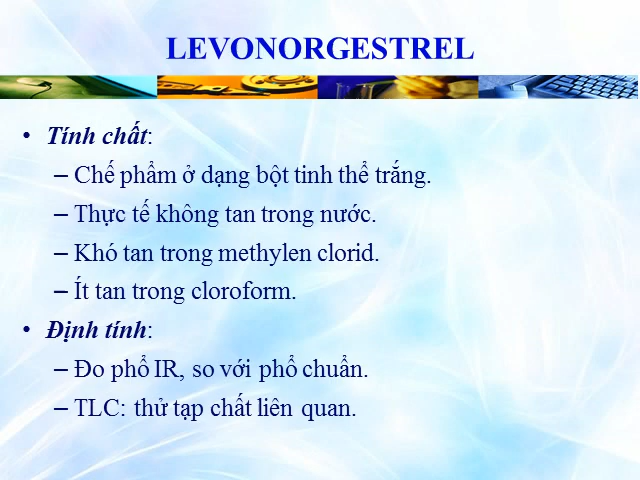 LEVONORGESTREL
• Tính chất:
– Chế phẩm ở dạng bột tinh thể trắng.
– Thực tế không tan trong nước.
– Khó tan trong methylen clorid.
– Ít tan trong cloroform.
• Định tính:
– Đo phổ IR, so với phổ chuẩn.
– TLC: thử tạp chất liên quan.